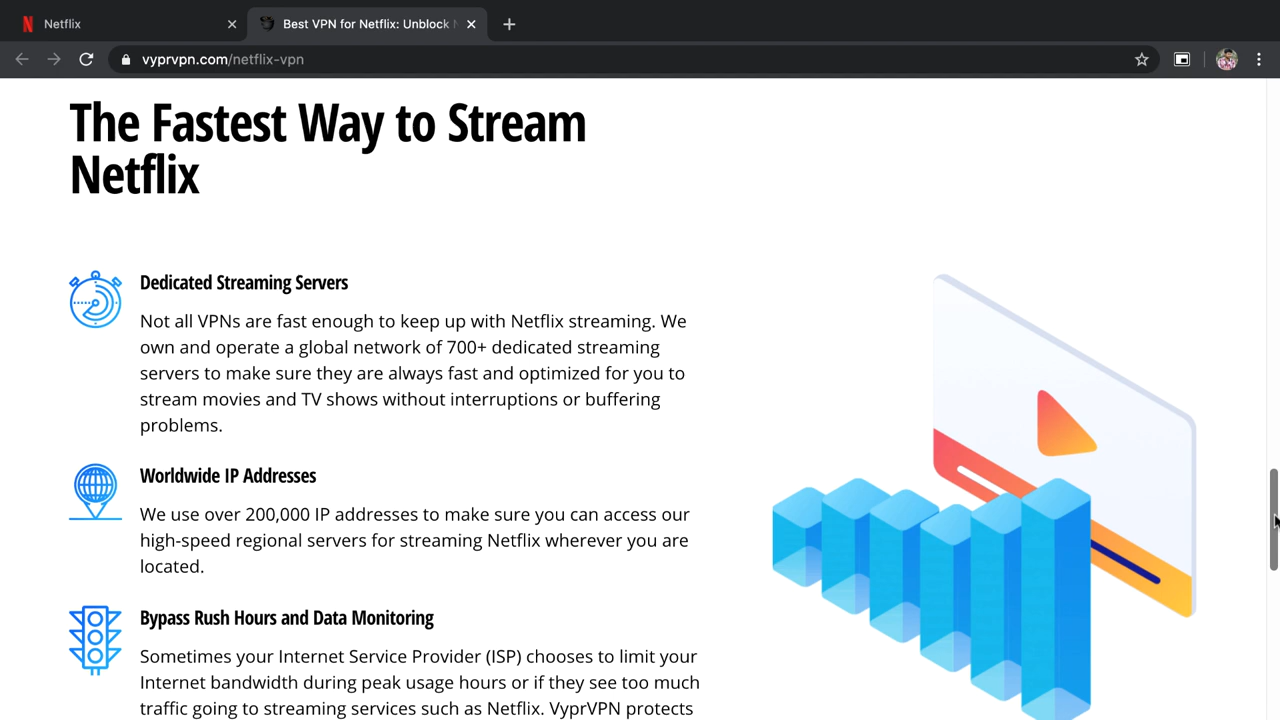 Netflix
Best VPN for Netflix: Unblock N
vyprvpn.com/netflix-vpn
The Fastest Way to Stream
Netflix
Dedicated Streaming Servers
Not all VPNs are fast enough to keep up with Netflix streaming. We
own and operate a global network of 700+ dedicated streaming
servers to make sure they are always fast and optimized for you to
stream movies and TV shows without interruptions or buffering
problems.
Worldwide IP Addresses
We use over 200,000 IP addresses to make sure you can access our
high-speed regional servers for streaming Netflix wherever you are
located.
Bypass Rush Hours and Data Monitoring
Sometimes your Internet Service Provider (ISP) chooses to limit your
Internet bandwidth during peak usage hours or if they see too much
traffic going to streaming services such as Netflix. VyprVPN protects